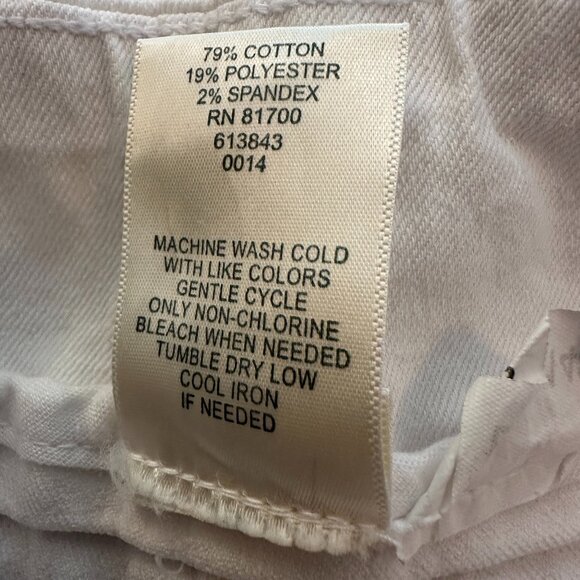 79% COTTON
19% POLYESTER
2% SPANDEX
RN 81700
613843
0014
MACHINE WASH COLD
WITH LIKE COLORS
GENTLE CYCLE
ONLY NON-CHLORINE
BLEACH WHEN NEEDED
TUMBLE DRY LOW
COOL IRON
IF NEEDED